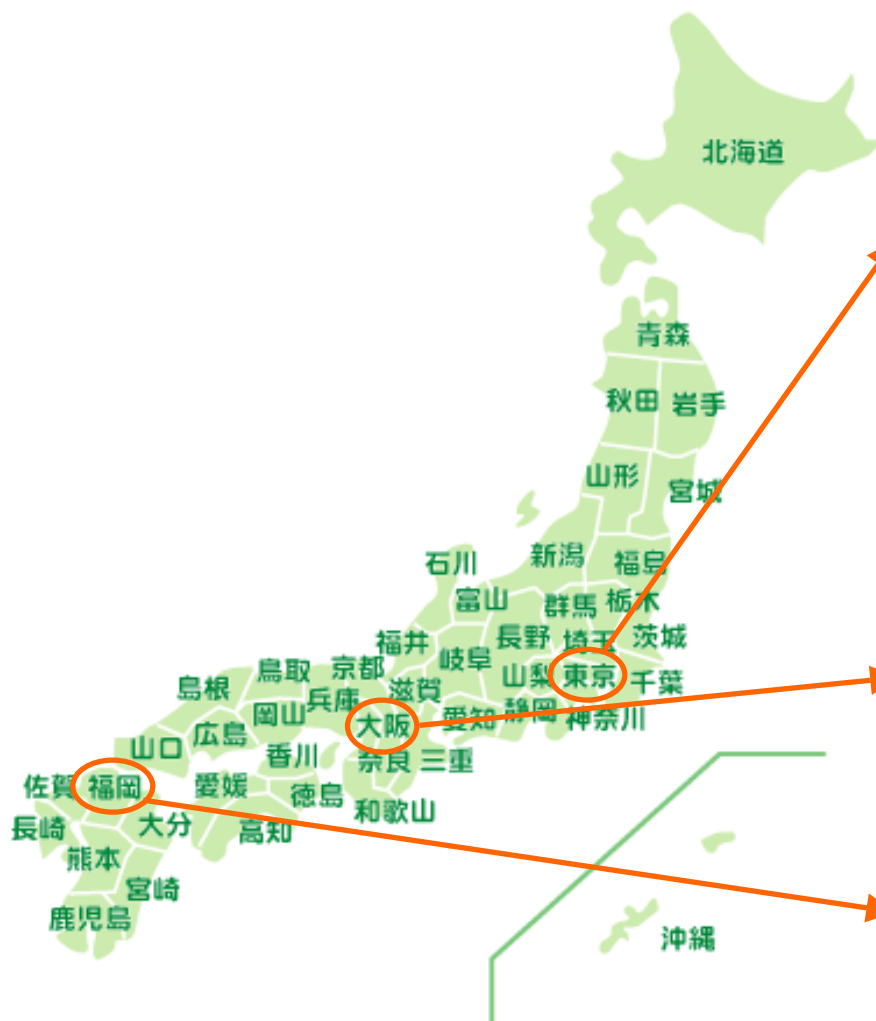 北海道
青森
秋田
岩手
山形
宮城
石川
新潟
福島
富山
群馬
栃木
福井
長野
埼玉
茨城
岐阜
島根
鳥取
京都
滋賀
山梨
東京
千葉
兵庫
岡山
大阪
愛知
静岡
神奈川
山口
広島
香川
奈良
三重
佐賀
福岡
愛媛
徳島
和歌山
長崎
大分
高知
熊本
宮崎
鹿児島
沖縄